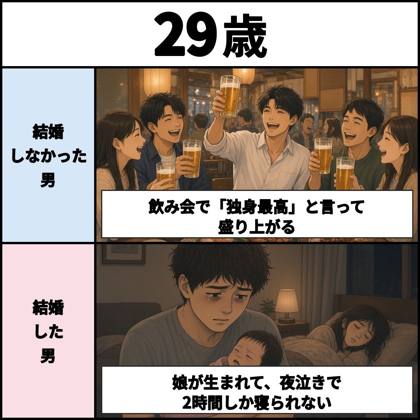 29歳
結婚
しなかった
男
飲み会で「独身最高」と言って
盛り上がる
結婚
した
男
娘が生まれて、夜泣きで
2時間しか寝られない